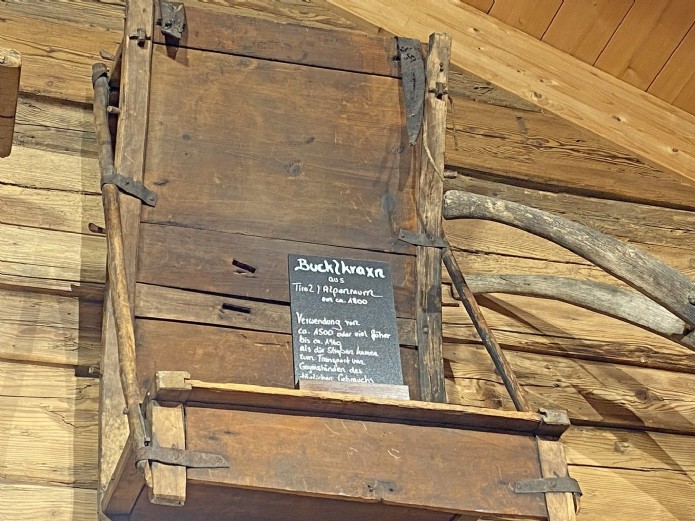 Bucklkraxn
aus
Tirol / Alpenraum
um ca. 1800
Verwendung von
ca. 1500 oder viel früher
bis ca. 1960
als die Straßen kamen
zum Transport von
Gegenständen des
täglichen Gebrauchs